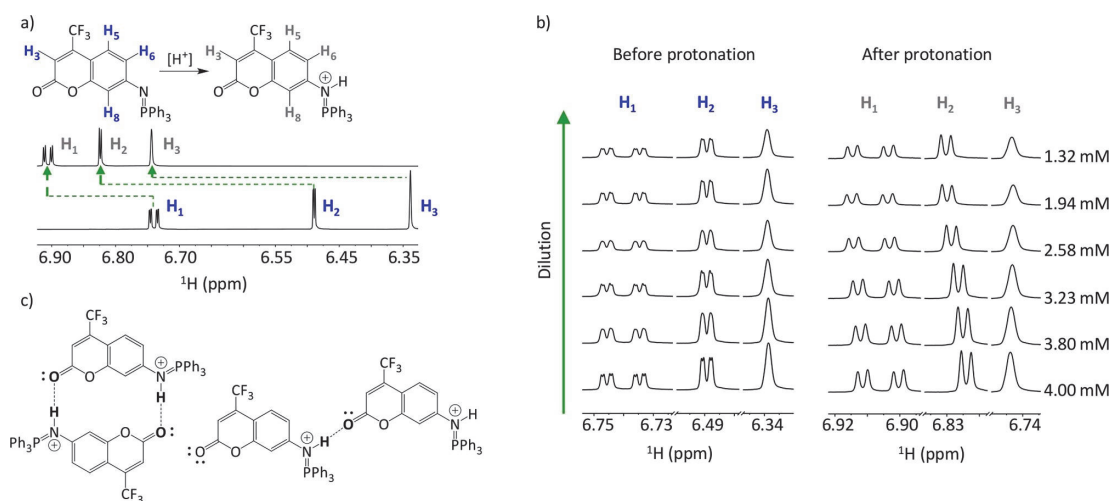 a)
CF₃
H₃
H₅
H₆
[H⁺]
O
O
N
PPh₃
H₈
CF₃
H₃
H₅
H₆
O
O
N
H
+
PPh₃
H₈
H₁
H₂
H₃
H₁
H₂
H₃
6.90 6.80 6.70 6.55 6.45 6.35
¹H (ppm)
b)
Before protonation
After protonation
H₁ H₂ H₃
H₁ H₂ H₃
Dilution
1.32 mM
1.94 mM
2.58 mM
3.23 mM
3.80 mM
4.00 mM
6.75 6.73 6.49 6.34
6.92 6.90 6.83 6.74
¹H (ppm)
¹H (ppm)
c)
CF₃
:O
O
+
N=PPh₃
H
H
Ph₃P=N
+
O
O:
CF₃
CF₃
O
O
+
N
H
PPh₃
CF₃
O
O
+
N
H
PPh₃